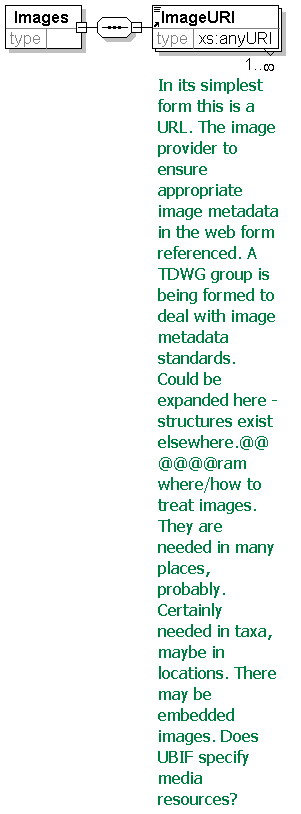 Images
type
ImageURI
type xs:anyURI
1..∞
In its simplest
form this is a
URL. The image
provider to
ensure
appropriate
image metadata
in the web form
referenced. A
TDWG group is
being formed to
deal with image
metadata
standards.
Could be
expanded here -
structures exist
elsewhere.@@
@@@@ram
where/how to
treat images.
They are
needed in many
places,
probably.
Certainly
needed in taxa,
maybe in
locations. There
may be
embedded
images. Does
UBIF specify
media
resources?